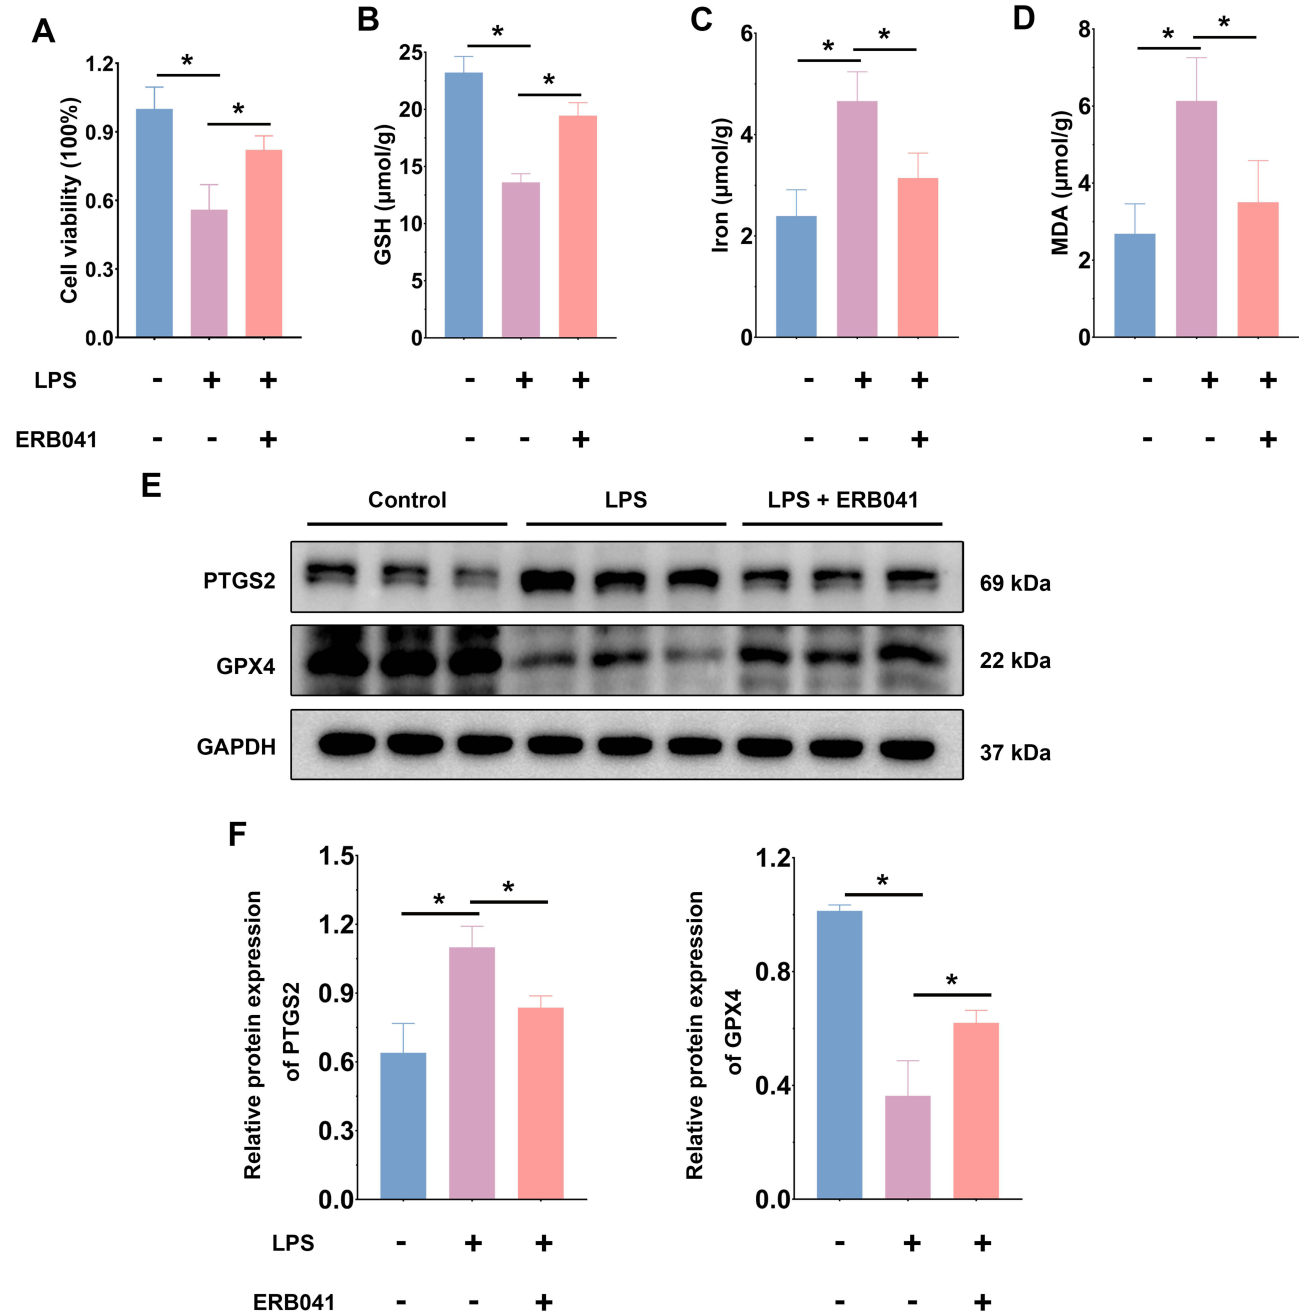 A
B
C
D
* *
* *
* *
* *
1.2
0.9
0.6
0.3
0.0
Cell viability (100%)
25
20
15
10
5
0
GSH (μmol/g)
6
4
2
0
Iron (μmol/g)
8
6
4
2
0
MDA (μmol/g)
LPS - + + - + + - + + - + +
ERB041 - - + - - + - - + - - +
E
Control LPS LPS + ERB041
PTGS2 69 kDa
GPX4 22 kDa
GAPDH 37 kDa
F
1.5
1.2
0.9
0.6
0.3
0.0
Relative protein expression
of PTGS2
* *
1.2
0.8
0.4
0.0
Relative protein expression
of GPX4
* *
LPS - + + - + +
ERB041 - - + - - +